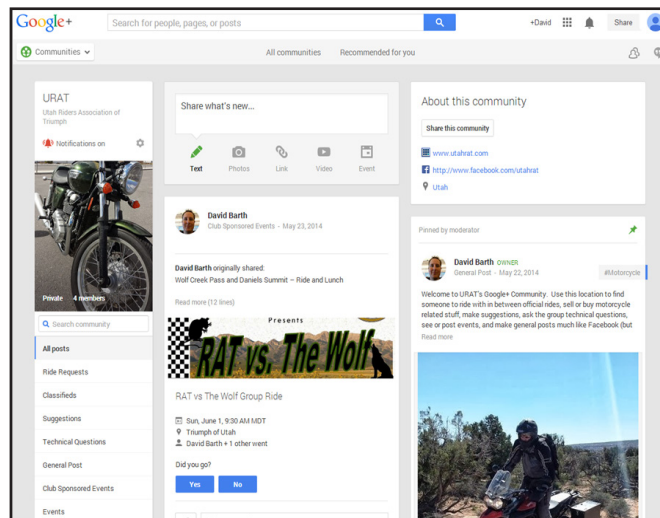 Google+
Search for people, pages, or posts
+David
Share
Communities
All communities
Recommended for you
URAT
Utah Riders Association of
Triumph
Notifications on
Private 4 members
Search community
All posts
Ride Requests
Classifieds
Suggestions
Technical Questions
General Post
Club Sponsored Events
Events
Share what's new...
Text
Photos
Link
Video
Event
David Barth
Club Sponsored Events - May 23, 2014
David Barth originally shared:
Wolf Creek Pass and Daniels Summit – Ride and Lunch
Read more (12 lines)
Presents
RAT vs. The Wolf
RAT vs The Wolf Group Ride
Sun, June 1, 9:30 AM MDT
Triumph of Utah
David Barth + 1 other went
Did you go?
Yes
No
About this community
Share this community
www.utahrat.com
http://www.facebook.com/utahrat
Utah
Pinned by moderator
David Barth OWNER
General Post - May 22, 2014
#Motorcycle
Welcome to URAT's Google+ Community. Use this location to find
someone to ride with in between official rides, sell or buy motorcycle
related stuff, make suggestions, ask the group technical questions,
see or post events, and make general posts much like Facebook (but
Read more